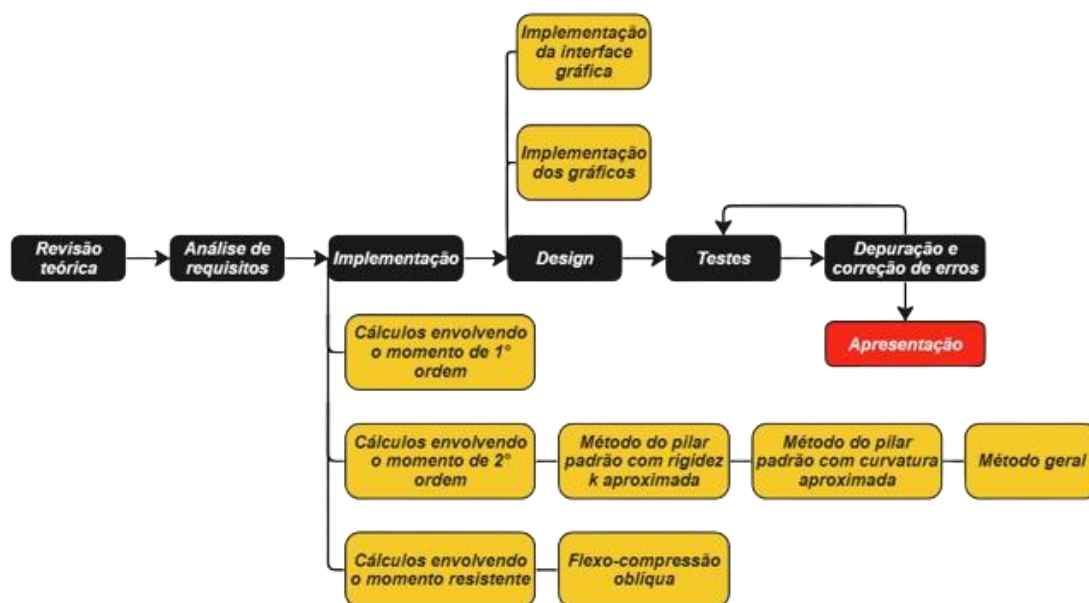 Implementação
da interface
gráfica
Implementação
dos gráficos
Revisão
teórica
Análise de
requisitos
Implementação
Design
Testes
Depuração e
correção de erros
Cálculos envolvendo
o momento de 1°
ordem
Apresentação
Cálculos envolvendo
o momento de 2°
ordem
Método do pilar
padrão com rigidez
k aproximada
Método do pilar
padrão com curvatura
aproximada
Método geral
Cálculos envolvendo
o momento resistente
Flexo-compressão
oblíqua